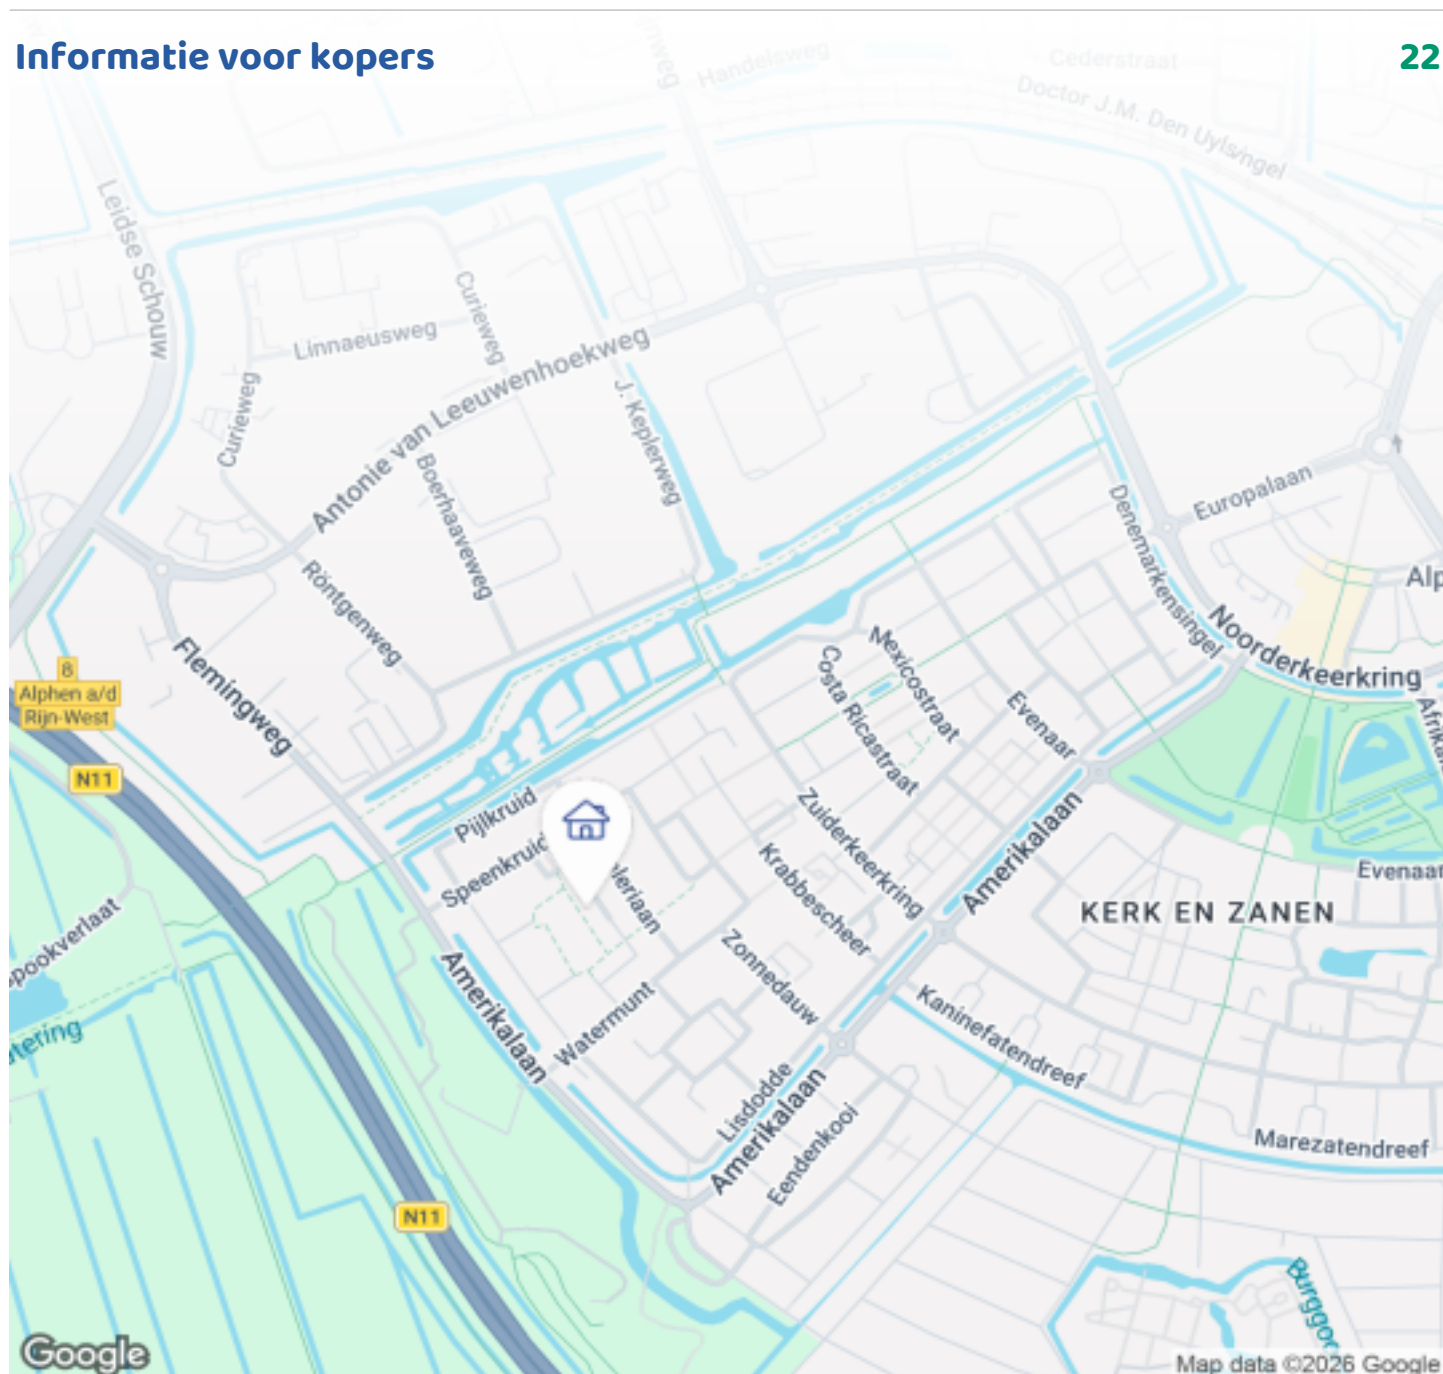 Informatie voor kopers
22
Handelsweg
Cederstraat
Doctor J.M. Den Uylsingel
Leidse Schouw
Curieweg
Linnaeusweg
Curieweg
Antonie van Leeuwenhoekweg
J. Keplerweg
Boerhaaveweg
Röntgenweg
Flemingweg
Europalaan
Denemarkensingel
Noorderkeerkring
8
Alphen a/d
Rijn-West
N11
Mexicostraat
Costa Ricastraat
Evenaar
Pijlkruid
Speenkruid
Zuiderkeerkring
Krabbescheer
Amerikalaan
Evenaar
KERK EN ZANEN
Zonnedauw
Amerikalaan
Watermunt
Kaninefatendreef
Lisdodde
Amerikalaan
Eendenkooi
Marezatendreef
N11
Google
Map data ©2026 Google